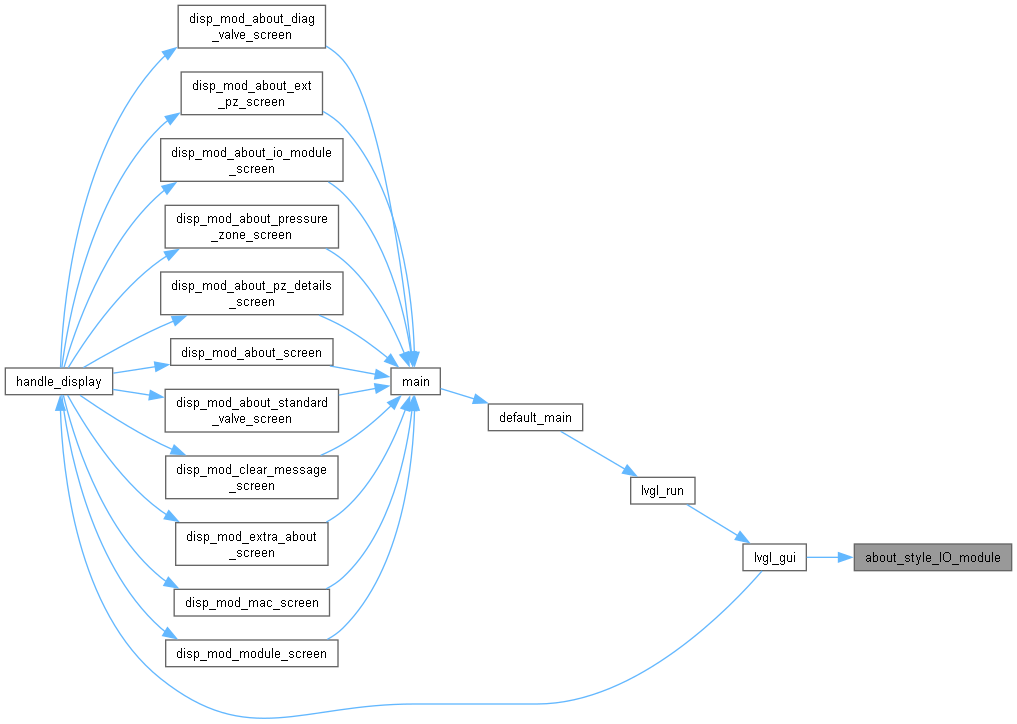 disp_mod_about_diag
_valve_screen
disp_mod_about_ext
_pz_screen
disp_mod_about_io_module
_screen
disp_mod_about_pressure
_zone_screen
disp_mod_about_pz_details
_screen
disp_mod_about_screen
handle_display
main
disp_mod_about_standard
_valve_screen
default_main
disp_mod_clear_message
_screen
lvgl_run
disp_mod_extra_about
_screen
lvgl_gui
about_style_IO_module
disp_mod_mac_screen
disp_mod_module_screen